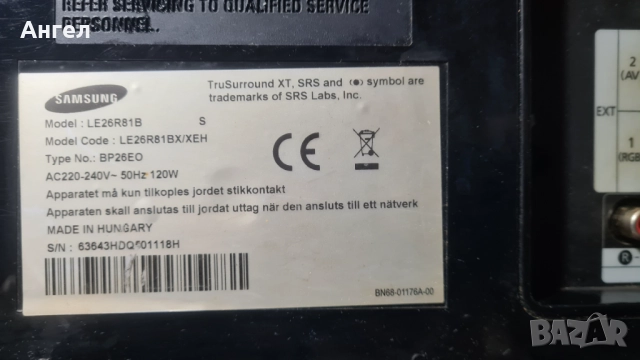 REFER SERVICING TO QUALIFIED SERVICE
PERSONNEL.
Ангел
SAMSUNG
TruSurround XT, SRS and (●) symbol are
trademarks of SRS Labs, Inc.
Model : LE26R81B S
Model Code : LE26R81BX/XEH
Type No. : BP26EO
AC220-240V~ 50Hz 120W
Apparatet må kun tilkoples jordet stikkontakt
Apparaten skall anslutas till jordat uttag när den ansluts till ett nätverk
MADE IN HUNGARY
S/N :
BN68-01176A-00
2
(AV)
EXT
1
(RGB)
R
BAZAR